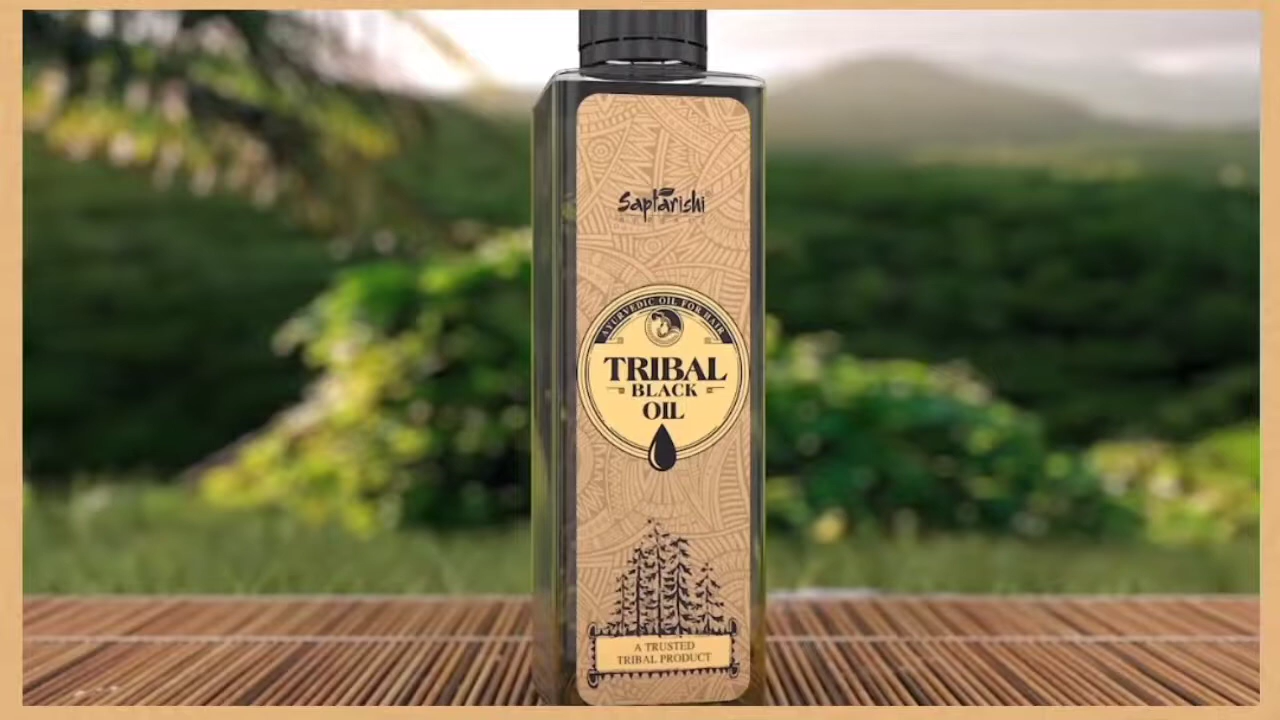 Saptarishi
AYURVEDIC OIL FOR HAIR
TRIBAL
BLACK
OIL
A TRUSTED
TRIBAL PRODUCT